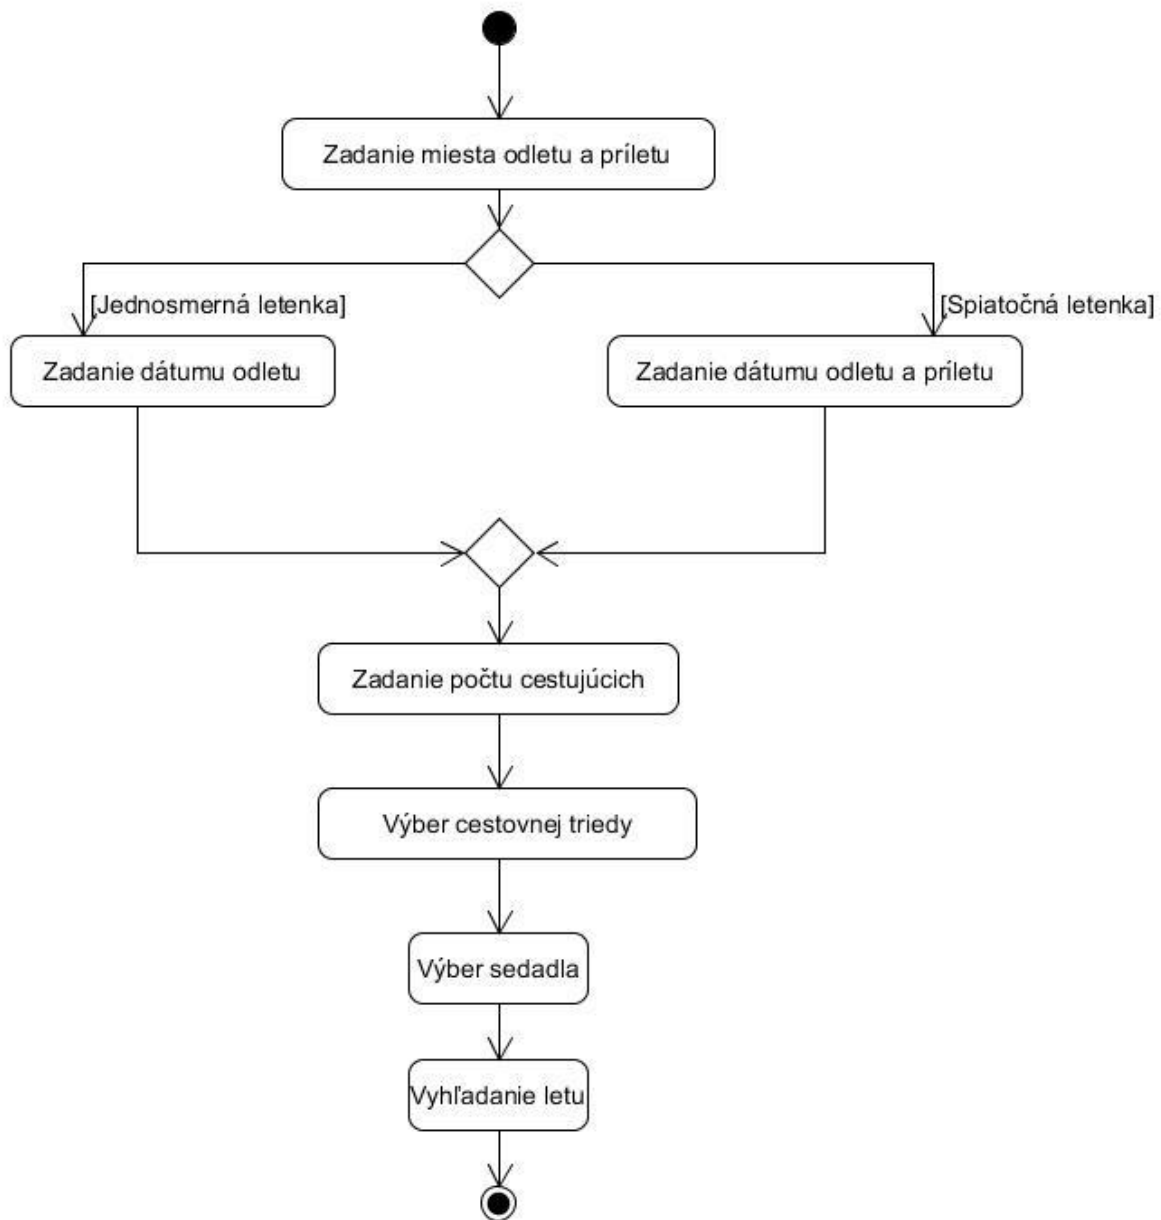 Zadanie miesta odletu a príletu
[Jednosmerná letenka]
[Spiatočná letenka]
Zadanie dátumu odletu
Zadanie dátumu odletu a príletu
Zadanie počtu cestujúcich
Výber cestovnej triedy
Výber sedadla
Vyhľadanie letu